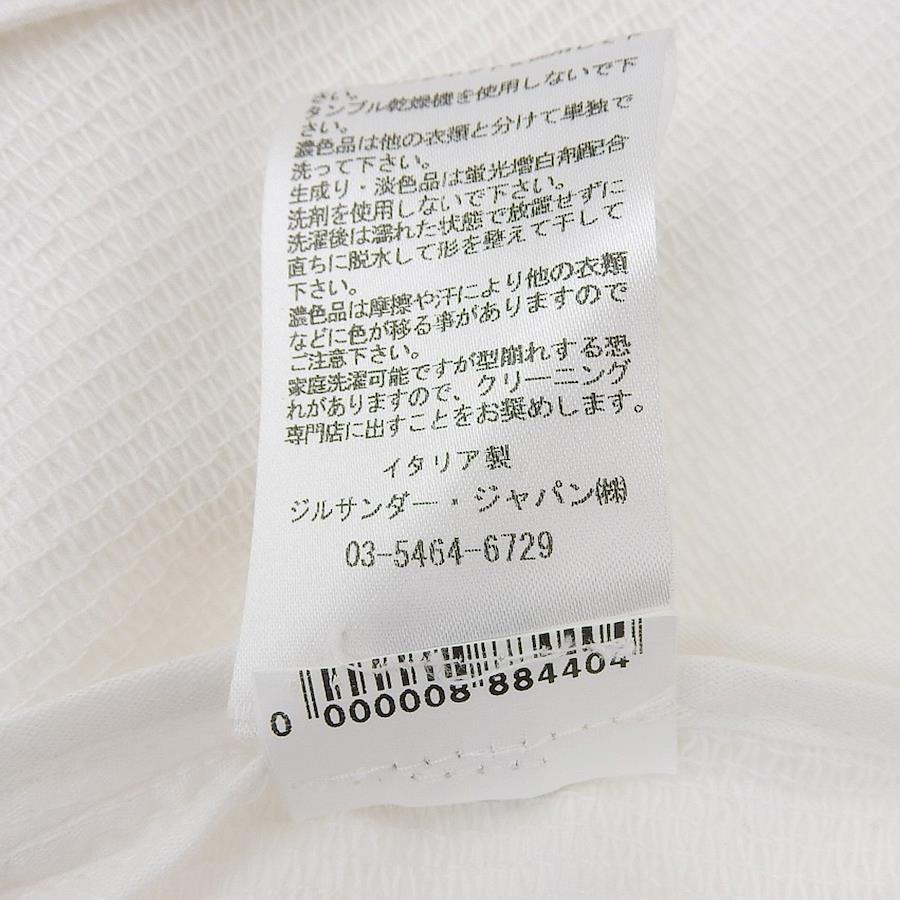 さい。
タンブル乾燥機を使用しないで下
さい。
濃色品は他の衣類と分けて単独で
洗って下さい。
生成り・淡色品は蛍光増白剤配合
洗剤を使用しないで下さい。
洗濯後は濡れた状態で放置せずに
直ちに脱水して形を整えて干して
下さい。
濃色品は摩擦や汗により他の衣類
などに色が移る事がありますので
ご注意下さい。
家庭洗濯可能ですが型崩れする恐
れがありますので、クリーニング
専門店に出すことをお奨めします。
イタリア製
ジルサンダー・ジャパン㈱
03-5464-6729
0 000008 884404